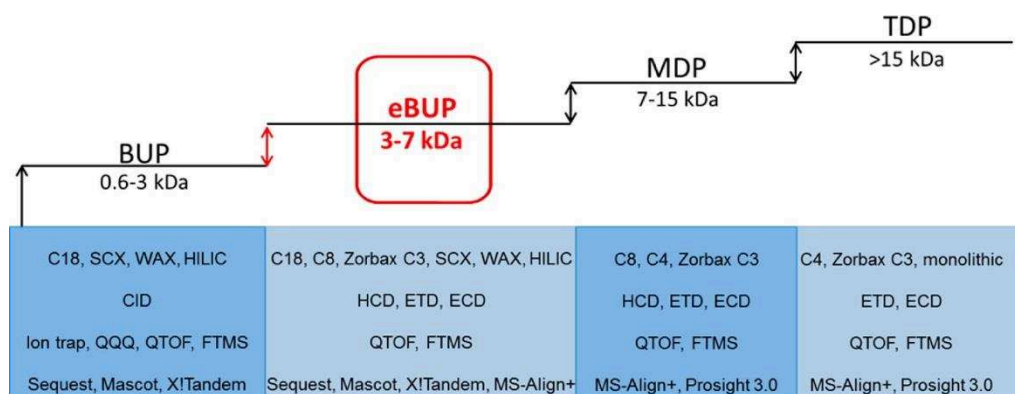 TDP
>15 kDa
MDP
7-15 kDa
eBUP
3-7 kDa
BUP
0.6-3 kDa
C18, SCX, WAX, HILIC
CID
Ion trap, QQQ, QTOF, FTMS
Sequest, Mascot, X!Tandem
C18, C8, Zorbax C3, SCX, WAX, HILIC
HCD, ETD, ECD
QTOF, FTMS
Sequest, Mascot, X!Tandem, MS-Align+
C8, C4, Zorbax C3
HCD, ETD, ECD
QTOF, FTMS
MS-Align+, Prosight 3.0
C4, Zorbax C3, monolithic
ETD, ECD
QTOF, FTMS
MS-Align+, Prosight 3.0